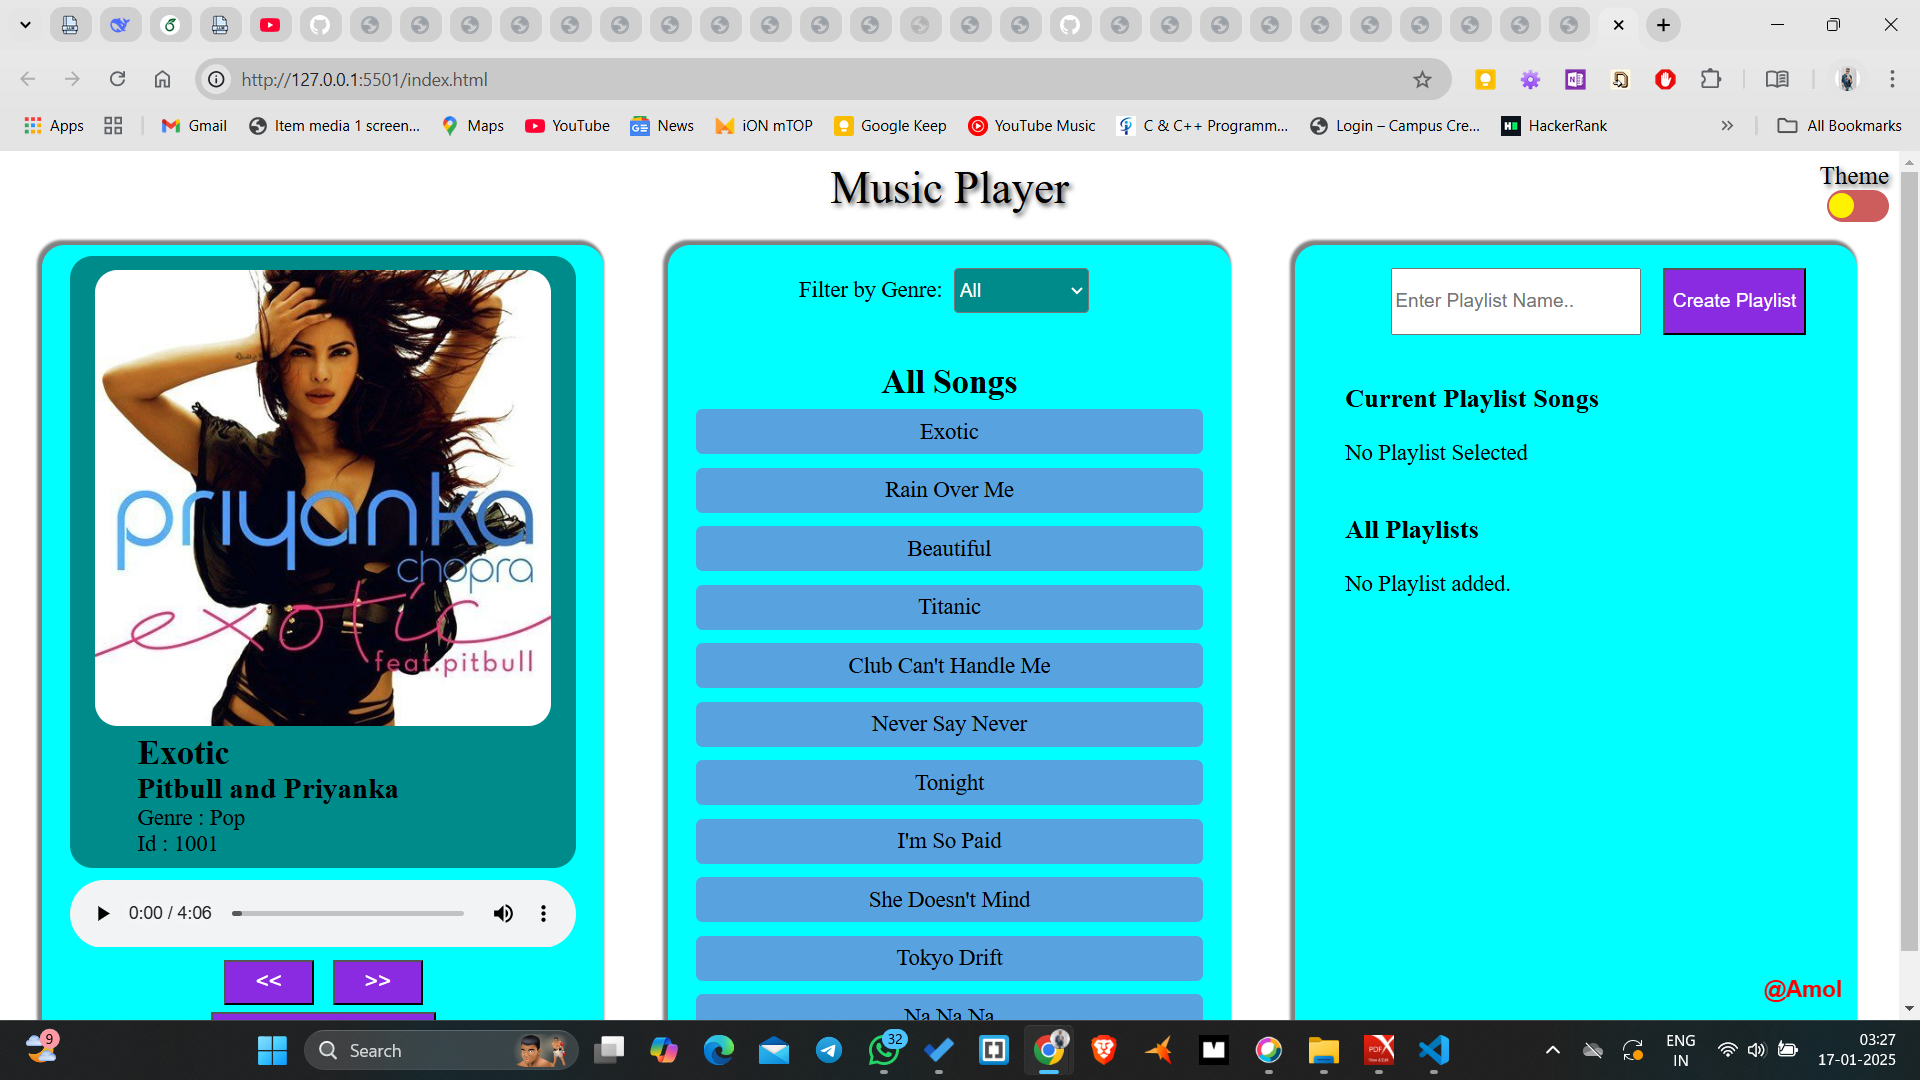 http://127.0.0.1:5501/index.html
Apps
Gmail
Item media 1 screen...
Maps
YouTube
News
iON mTOP
Google Keep
YouTube Music
C & C++ Programm...
Login – Campus Cre...
HackerRank
All Bookmarks
Music Player
Theme
priyanka
chopra
exotic
feat.pitbull
Exotic
Pitbull and Priyanka
Genre : Pop
Id : 1001
0:00 / 4:06
<< >>
Filter by Genre: All
All Songs
Exotic
Rain Over Me
Beautiful
Titanic
Club Can't Handle Me
Never Say Never
Tonight
I'm So Paid
She Doesn't Mind
Tokyo Drift
Na Na Na
Enter Playlist Name..
Create Playlist
Current Playlist Songs
No Playlist Selected
All Playlists
No Playlist added.
@Amol
9
Search
32
ENG
IN
03:27
17-01-2025